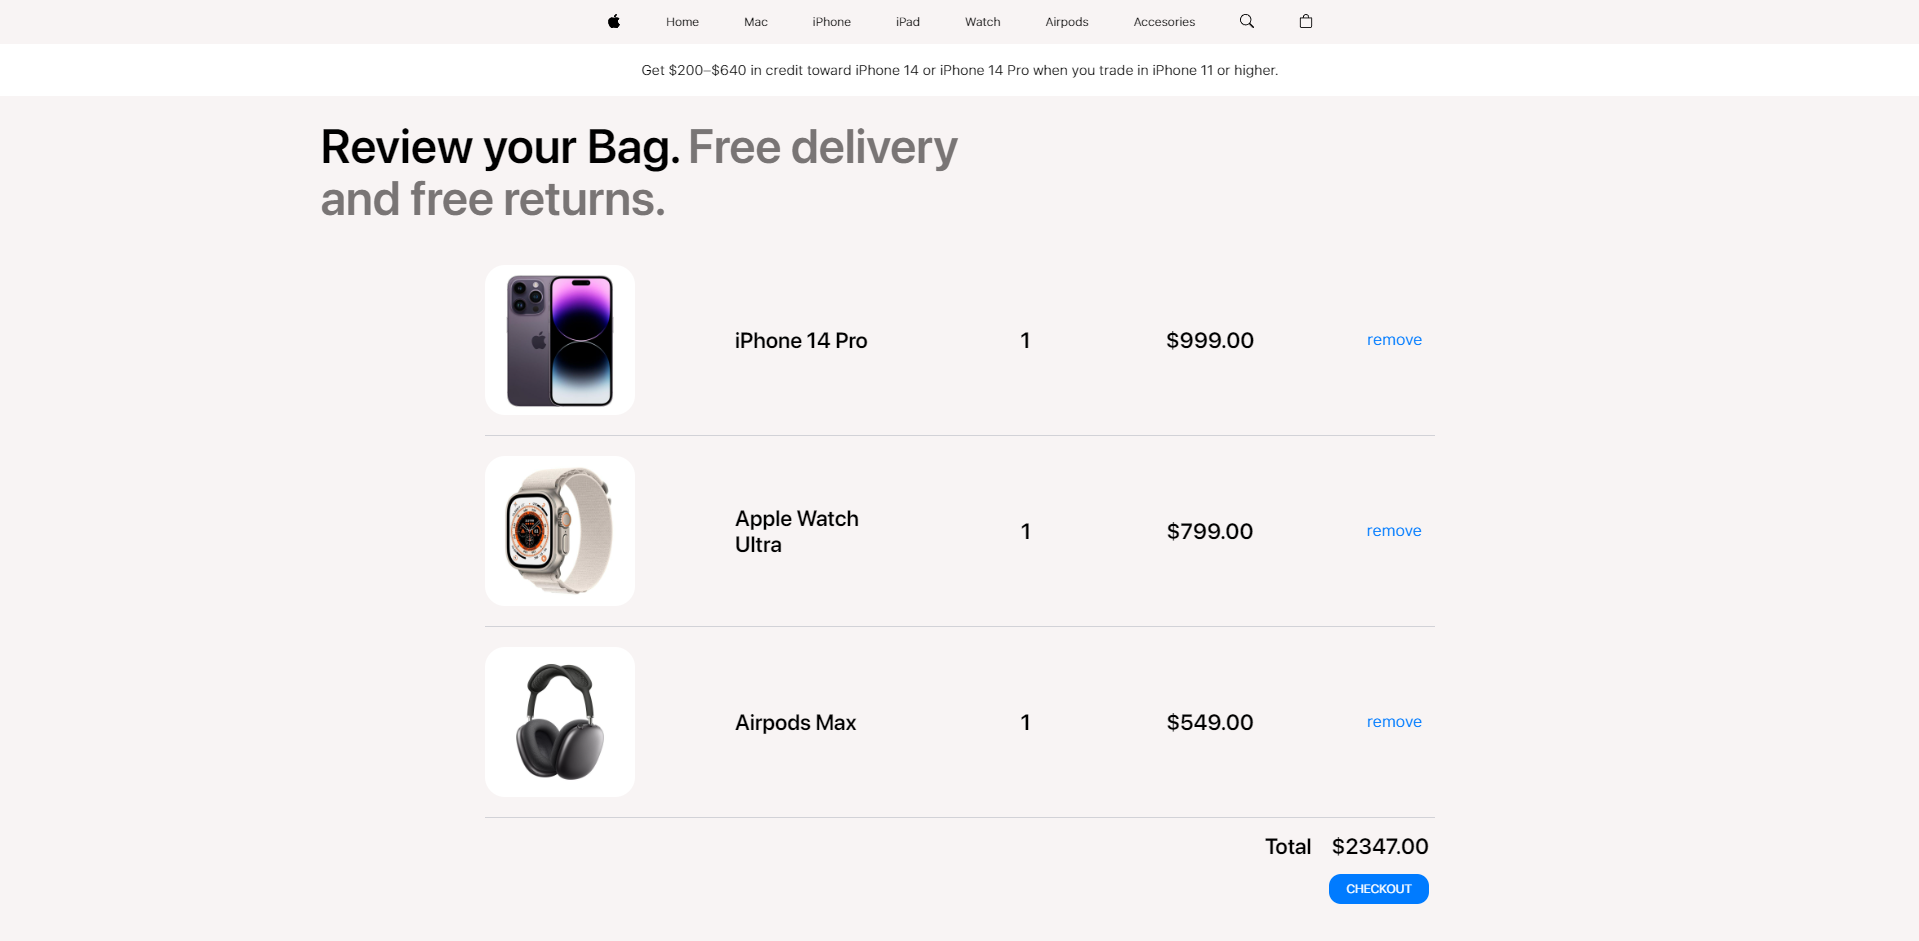 Home Mac iPhone iPad Watch Airpods Accesories
Get $200–$640 in credit toward iPhone 14 or iPhone 14 Pro when you trade in iPhone 11 or higher.
Review your Bag. Free delivery
and free returns.
iPhone 14 Pro 1 $999.00 remove
Apple Watch
Ultra 1 $799.00 remove
Airpods Max 1 $549.00 remove
Total $2347.00
CHECKOUT